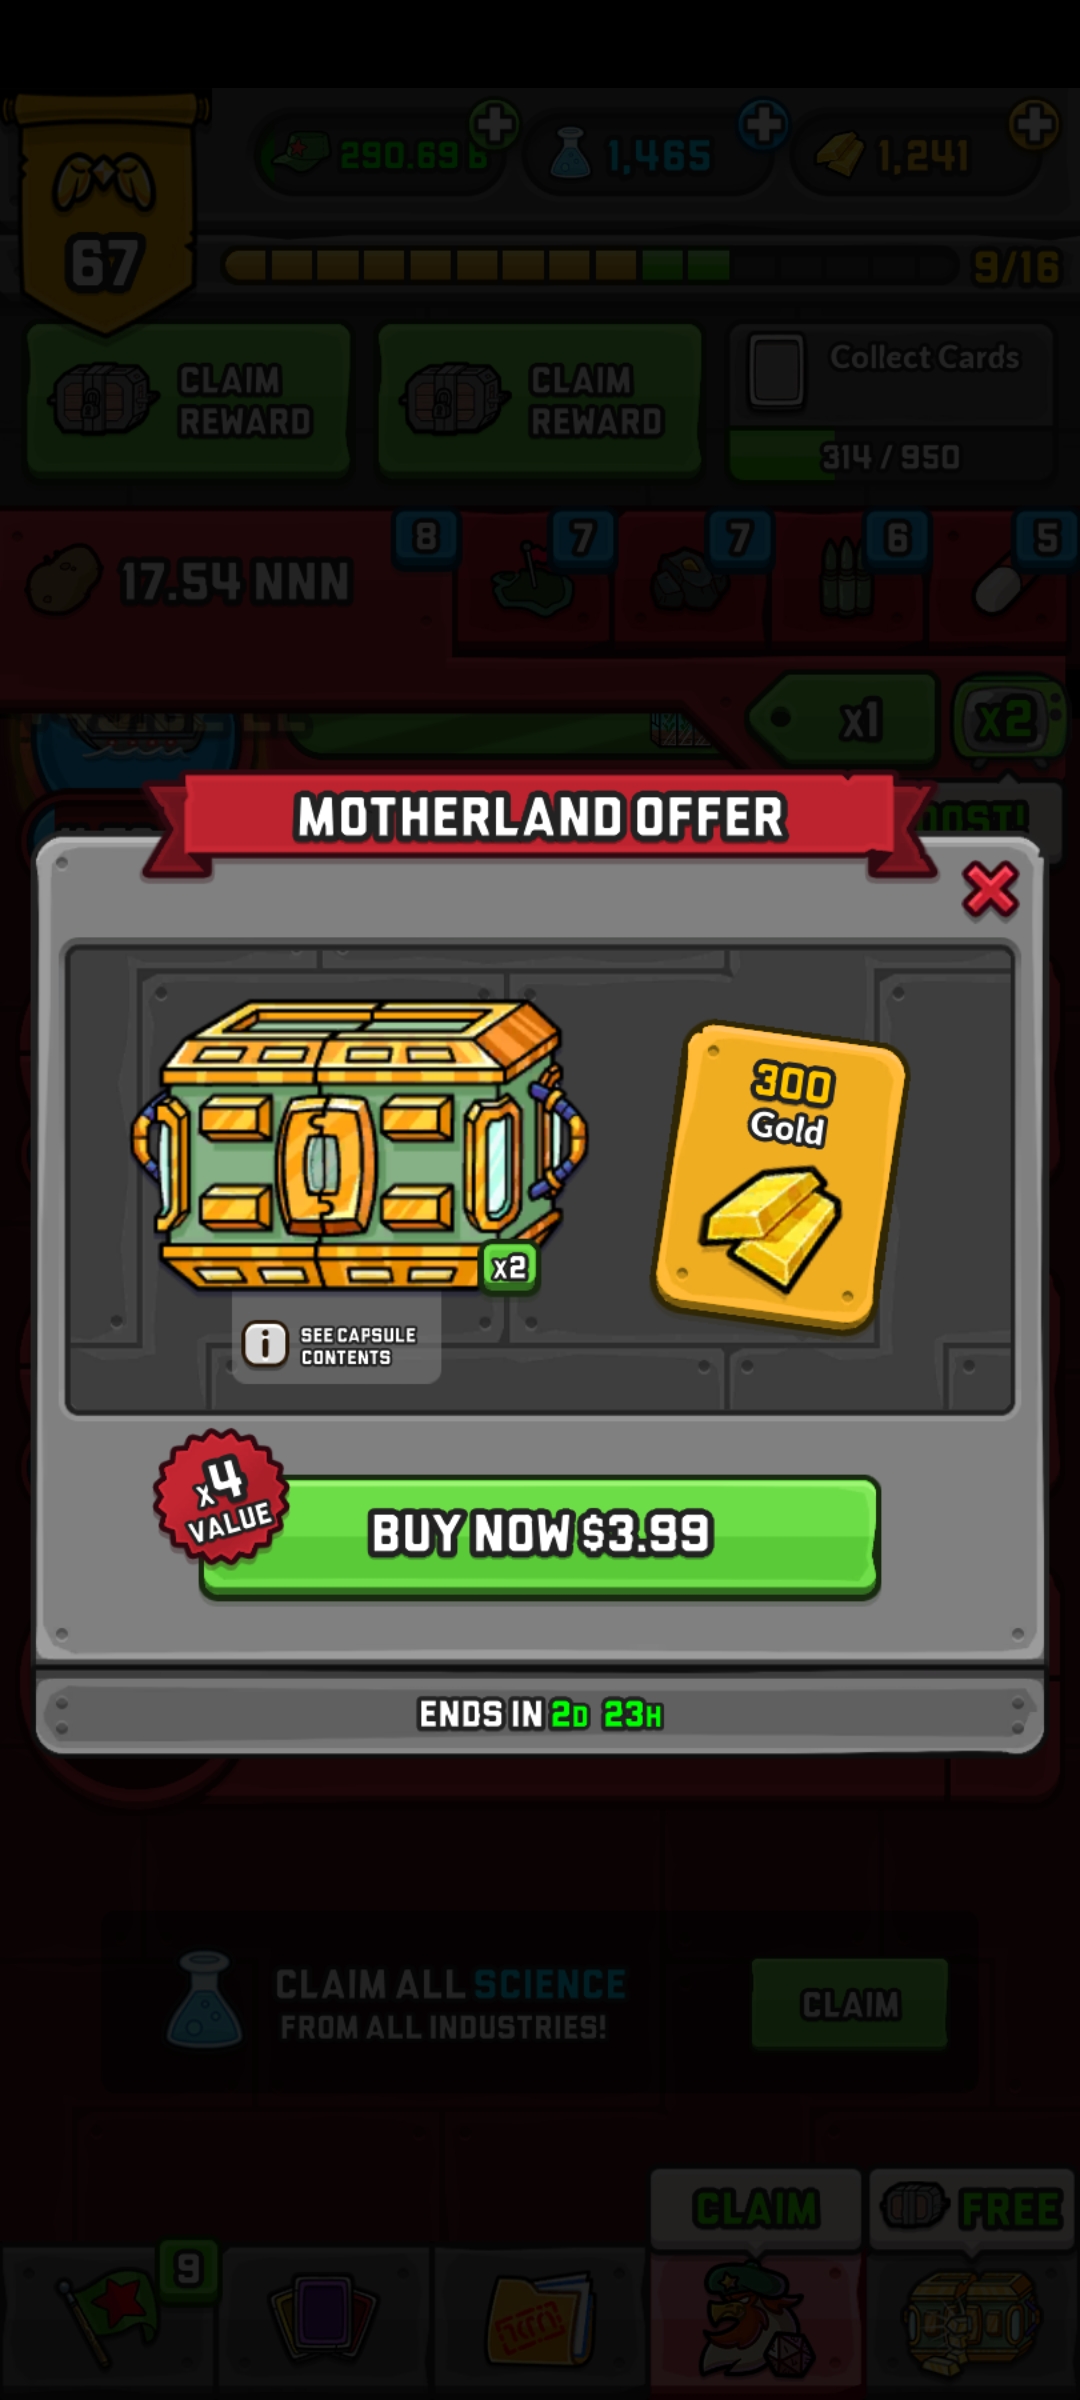 290.69 b
1,465
1,241
67
9/16
CLAIM
REWARD
CLAIM
REWARD
Collect Cards
314 / 950
17.54 NNN
8
7
7
6
5
x1
x2
MOTHERLAND OFFER
300
Gold
x2
i
SEE CAPSULE
CONTENTS
x4
VALUE
BUY NOW $3.99
ENDS IN 2D 23H
CLAIM ALL SCIENCE
FROM ALL INDUSTRIES!
CLAIM
CLAIM
FREE
9